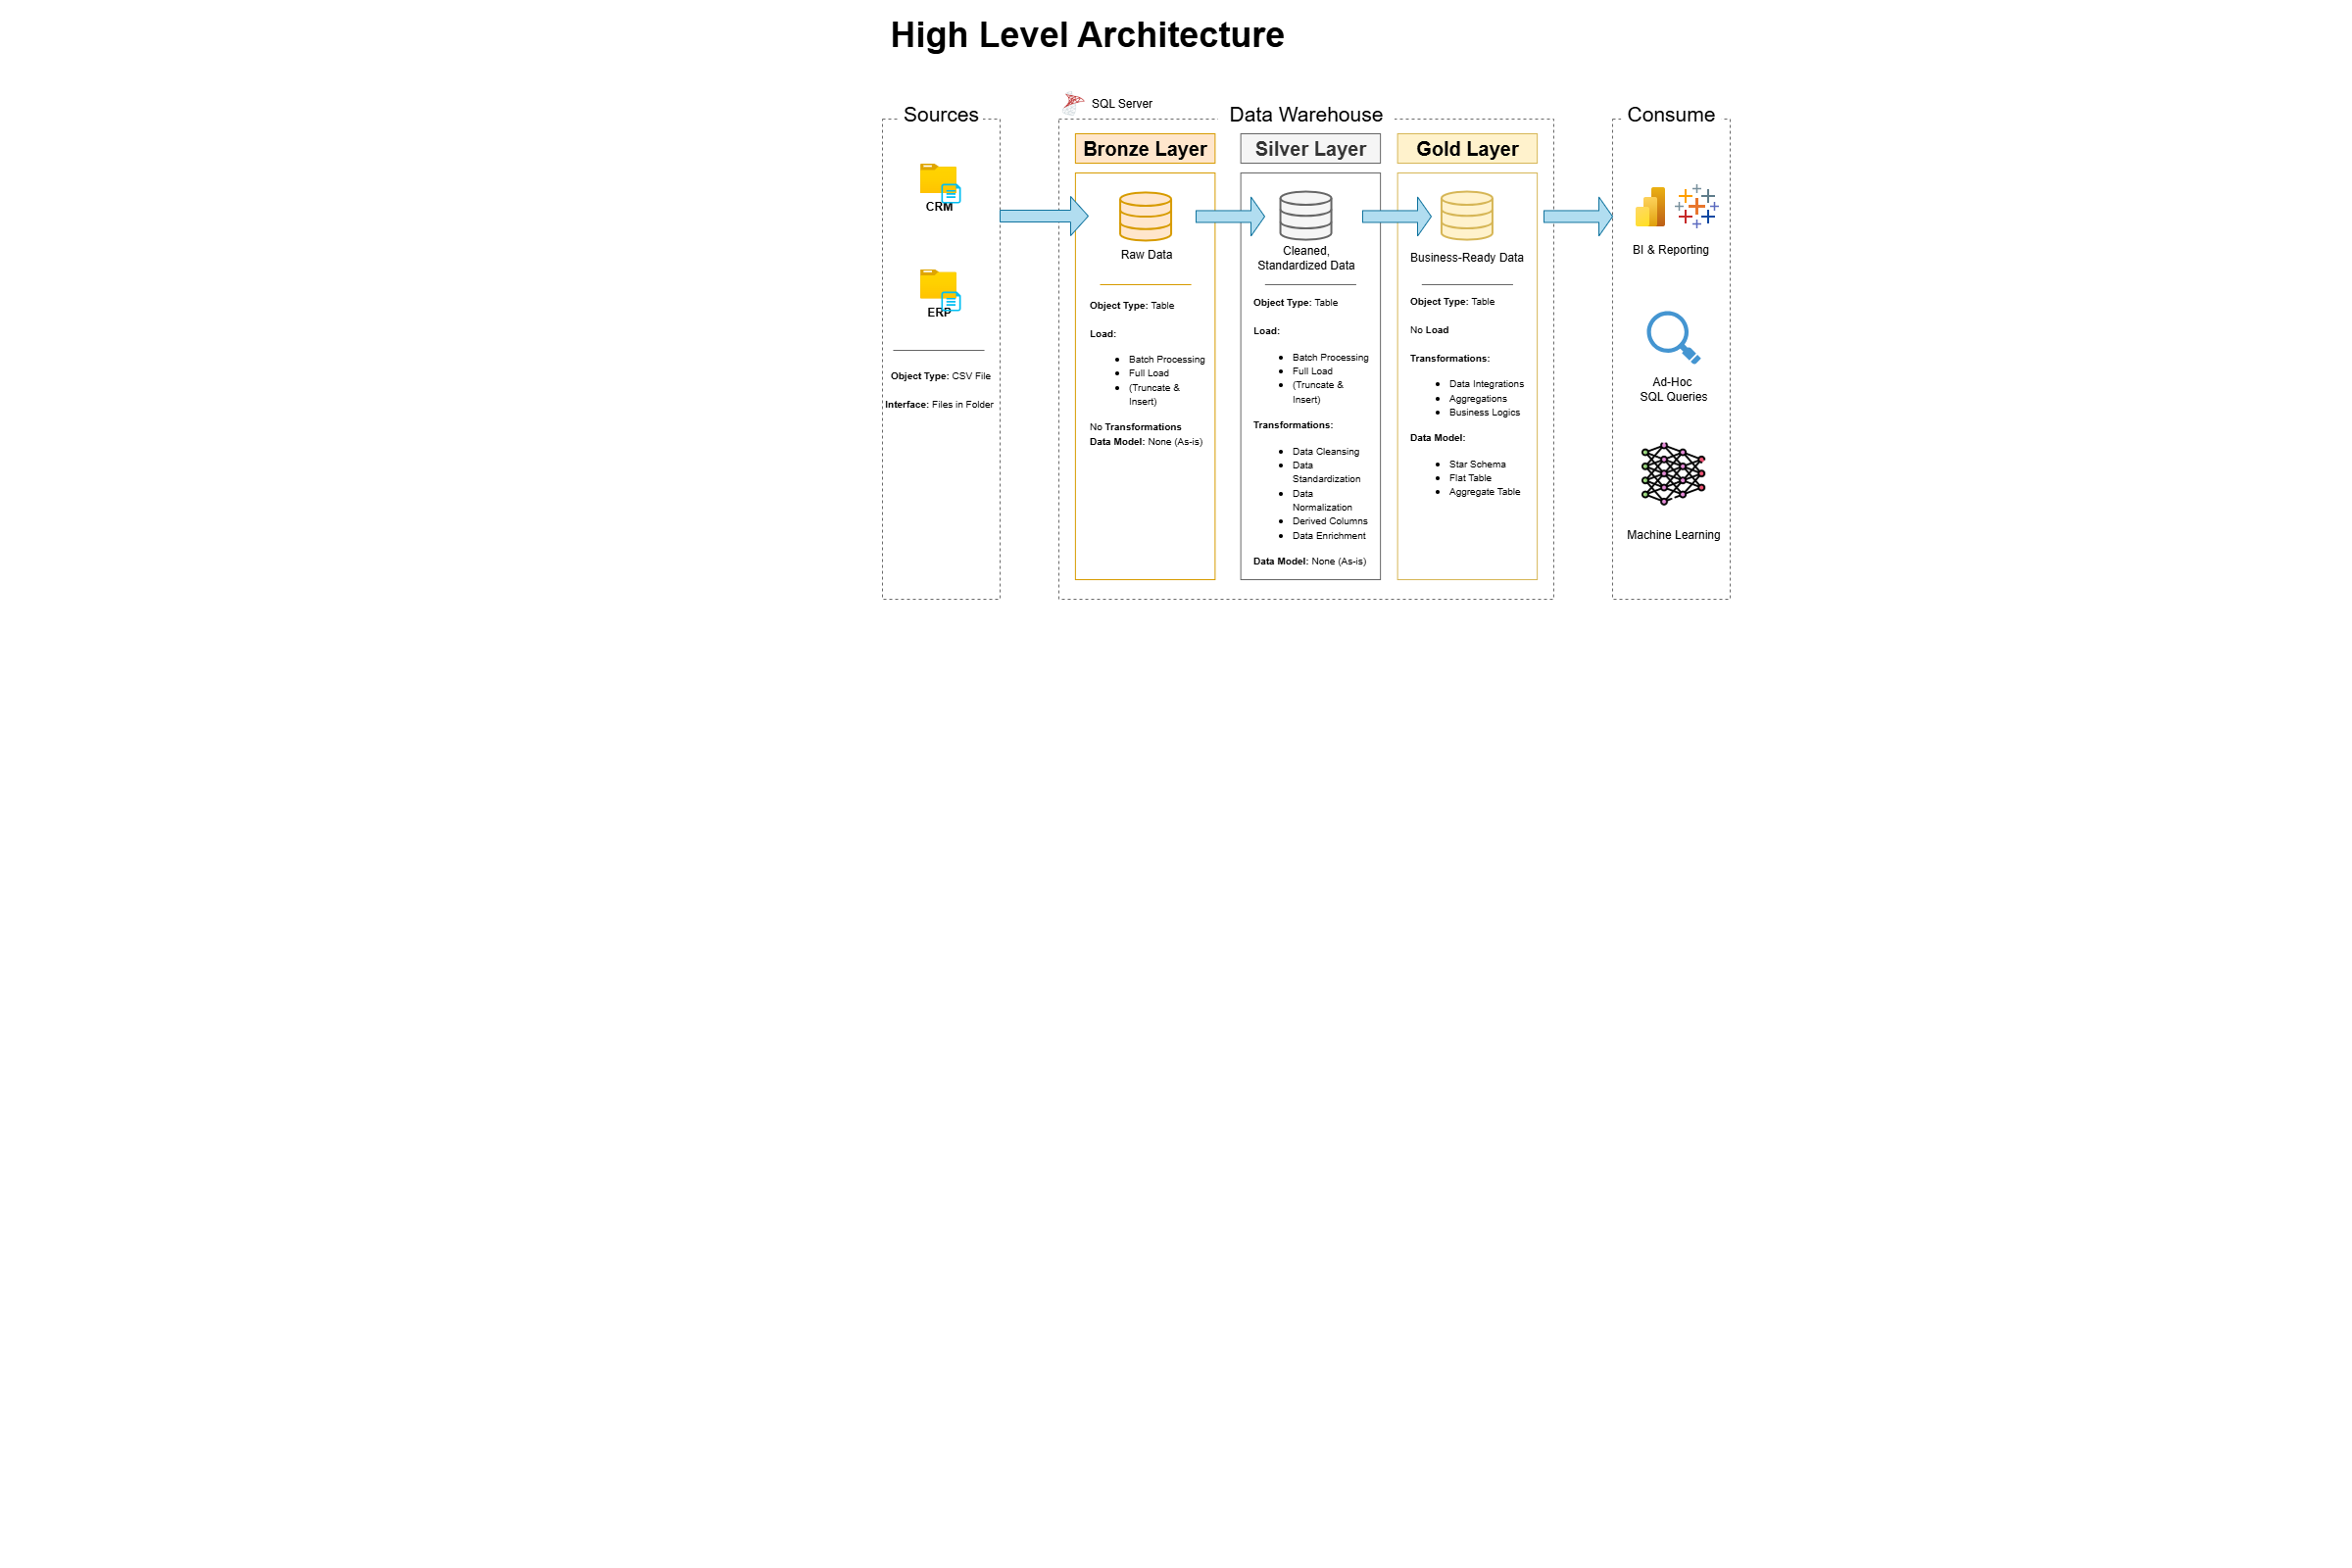 High Level Architecture
Sources
CRM
ERP
Object Type: CSV File
Interface: Files in Folder
SQL Server
Data Warehouse
Bronze Layer
Raw Data
Object Type: Table
Load:
Batch Processing
Full Load
(Truncate &
Insert)
No Transformations
Data Model: None (As-is)
Silver Layer
Cleaned,
Standardized Data
Object Type: Table
Load:
Batch Processing
Full Load
(Truncate &
Insert)
Transformations:
Data Cleansing
Data
Standardization
Data
Normalization
Derived Columns
Data Enrichment
Data Model: None (As-is)
Gold Layer
Business-Ready Data
Object Type: Table
No Load
Transformations:
Data Integrations
Aggregations
Business Logics
Data Model:
Star Schema
Flat Table
Aggregate Table
Consume
BI & Reporting
Ad-Hoc
SQL Queries
Machine Learning